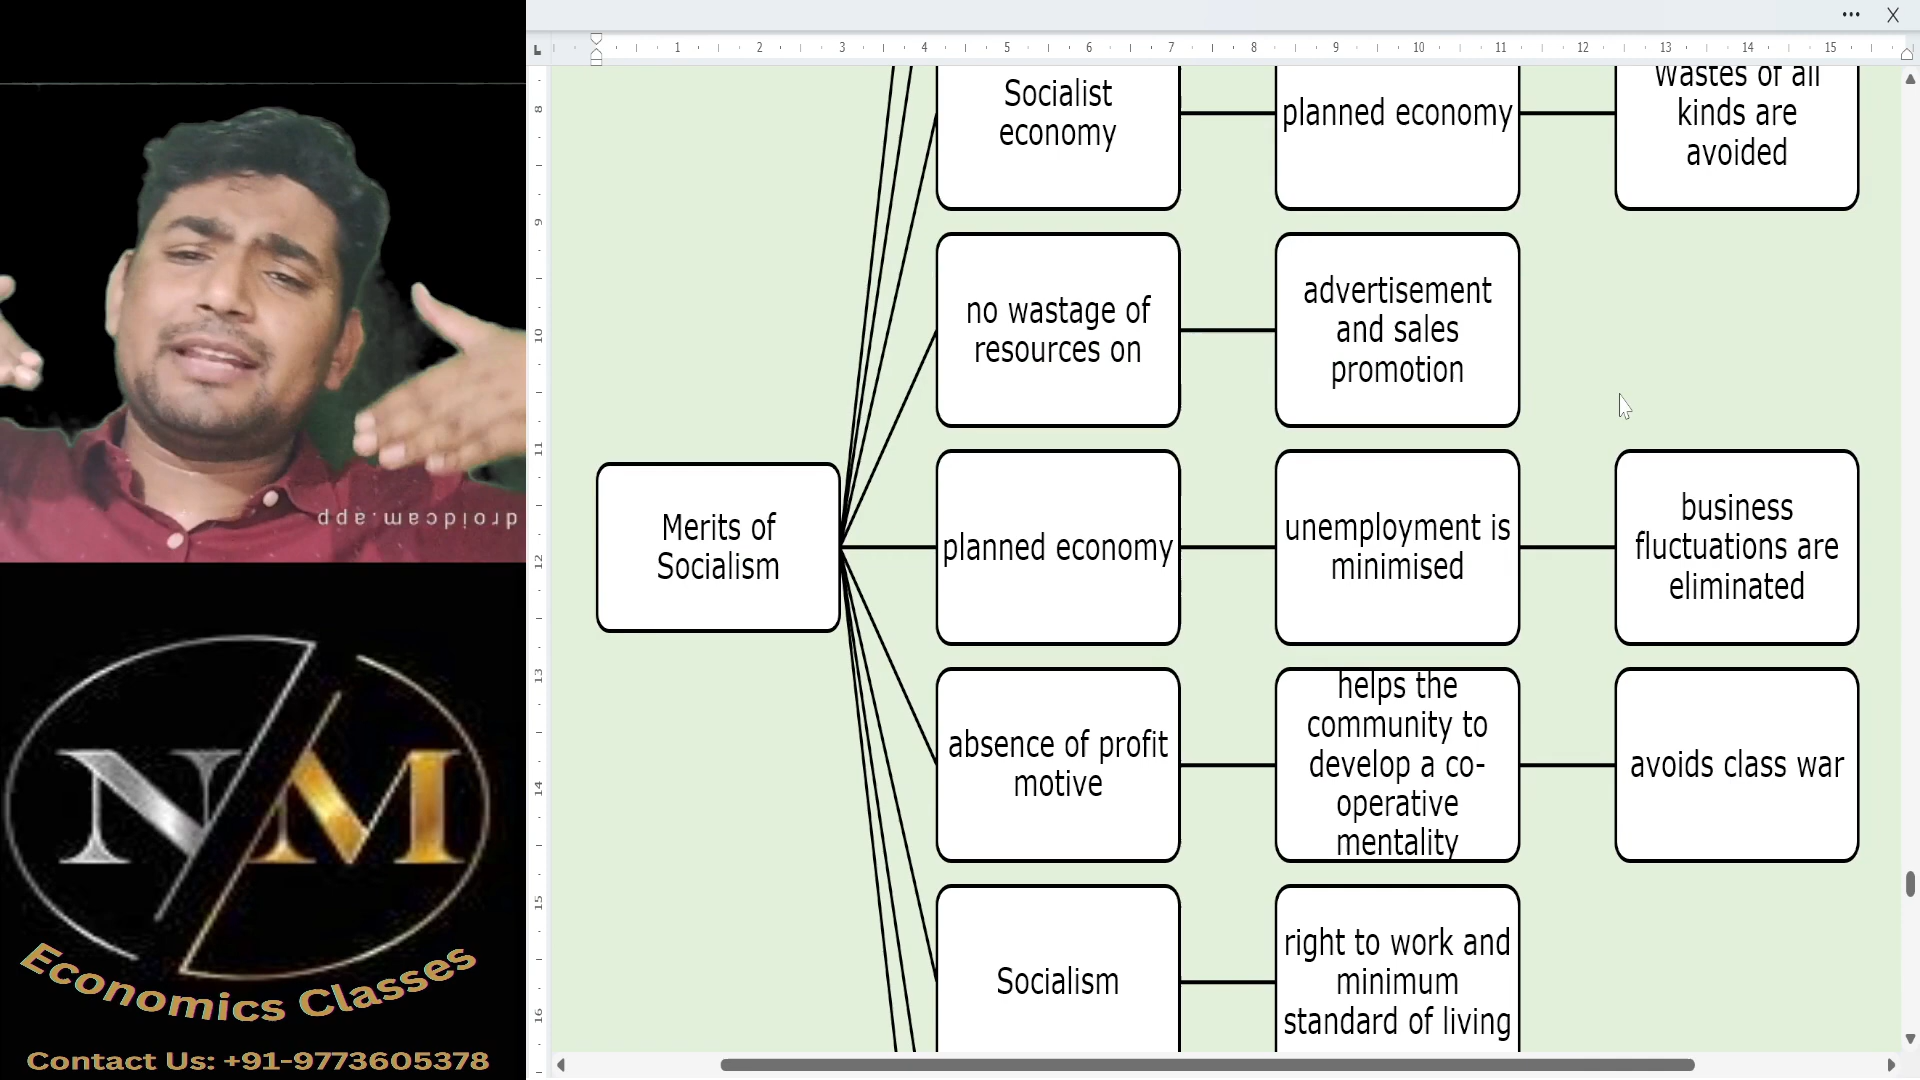 ... X
L
1 2 3 4 5 6 7 8 9 10 11 12 13 14 15
8
9
10
11
12
13
14
15
16
Socialist
economy
planned economy
Wastes of all
kinds are
avoided
no wastage of
resources on
advertisement
and sales
promotion
Merits of
Socialism
planned economy
unemployment is
minimised
business
fluctuations are
eliminated
absence of profit
motive
helps the
community to
develop a co-
operative
mentality
avoids class war
Socialism
right to work and
minimum
standard of living
droidcam.app
NM
Economics Classes
Contact Us: +91-9773605378